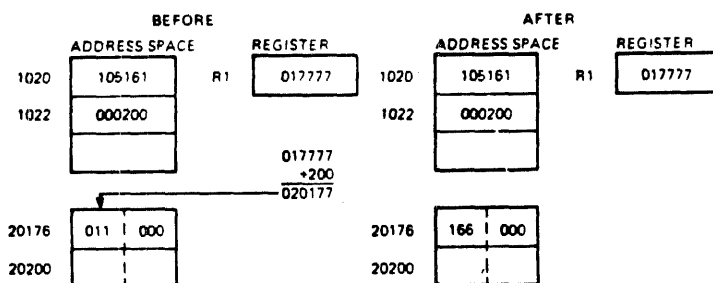 BEFORE AFTER
ADDRESS SPACE REGISTER ADDRESS SPACE REGISTER
1020 105161 R1 017777 1020 105161 R1 017777
1022 000200 1022 000200
017777
+200
020177
20176 011 000 20176 166 000
20200 20200